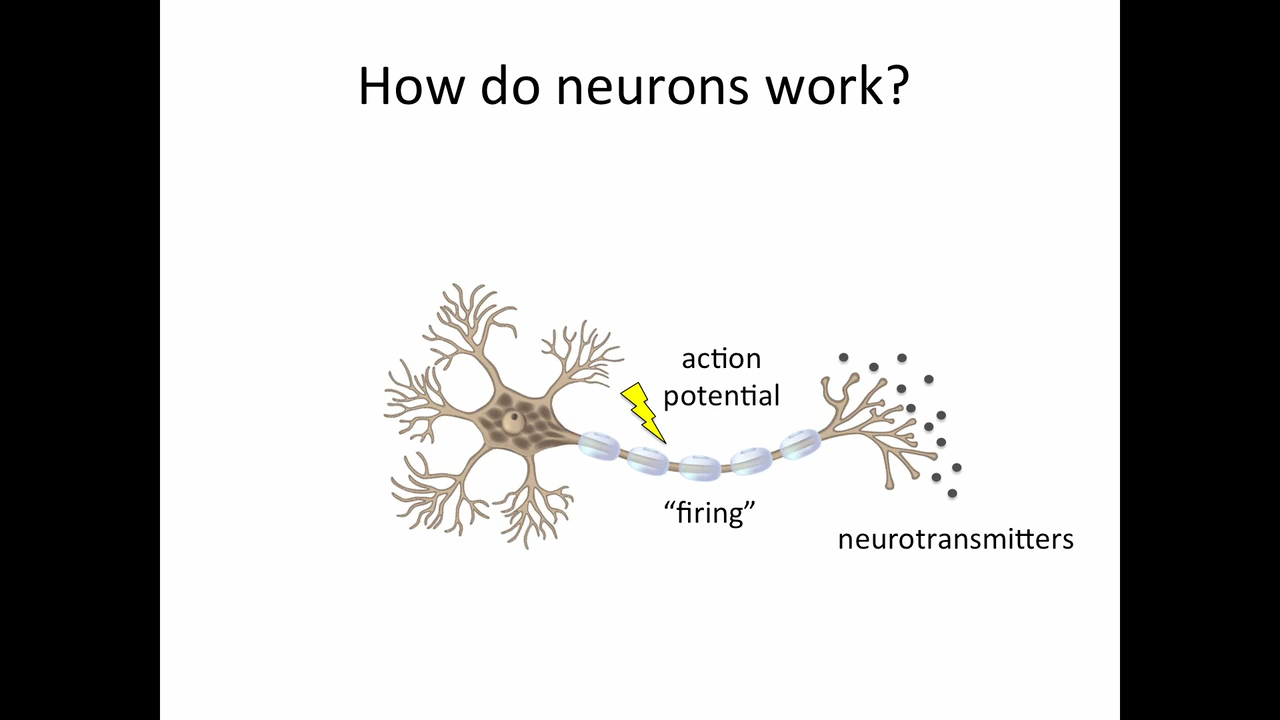 How do neurons work?
action
potential
“firing”
neurotransmitters